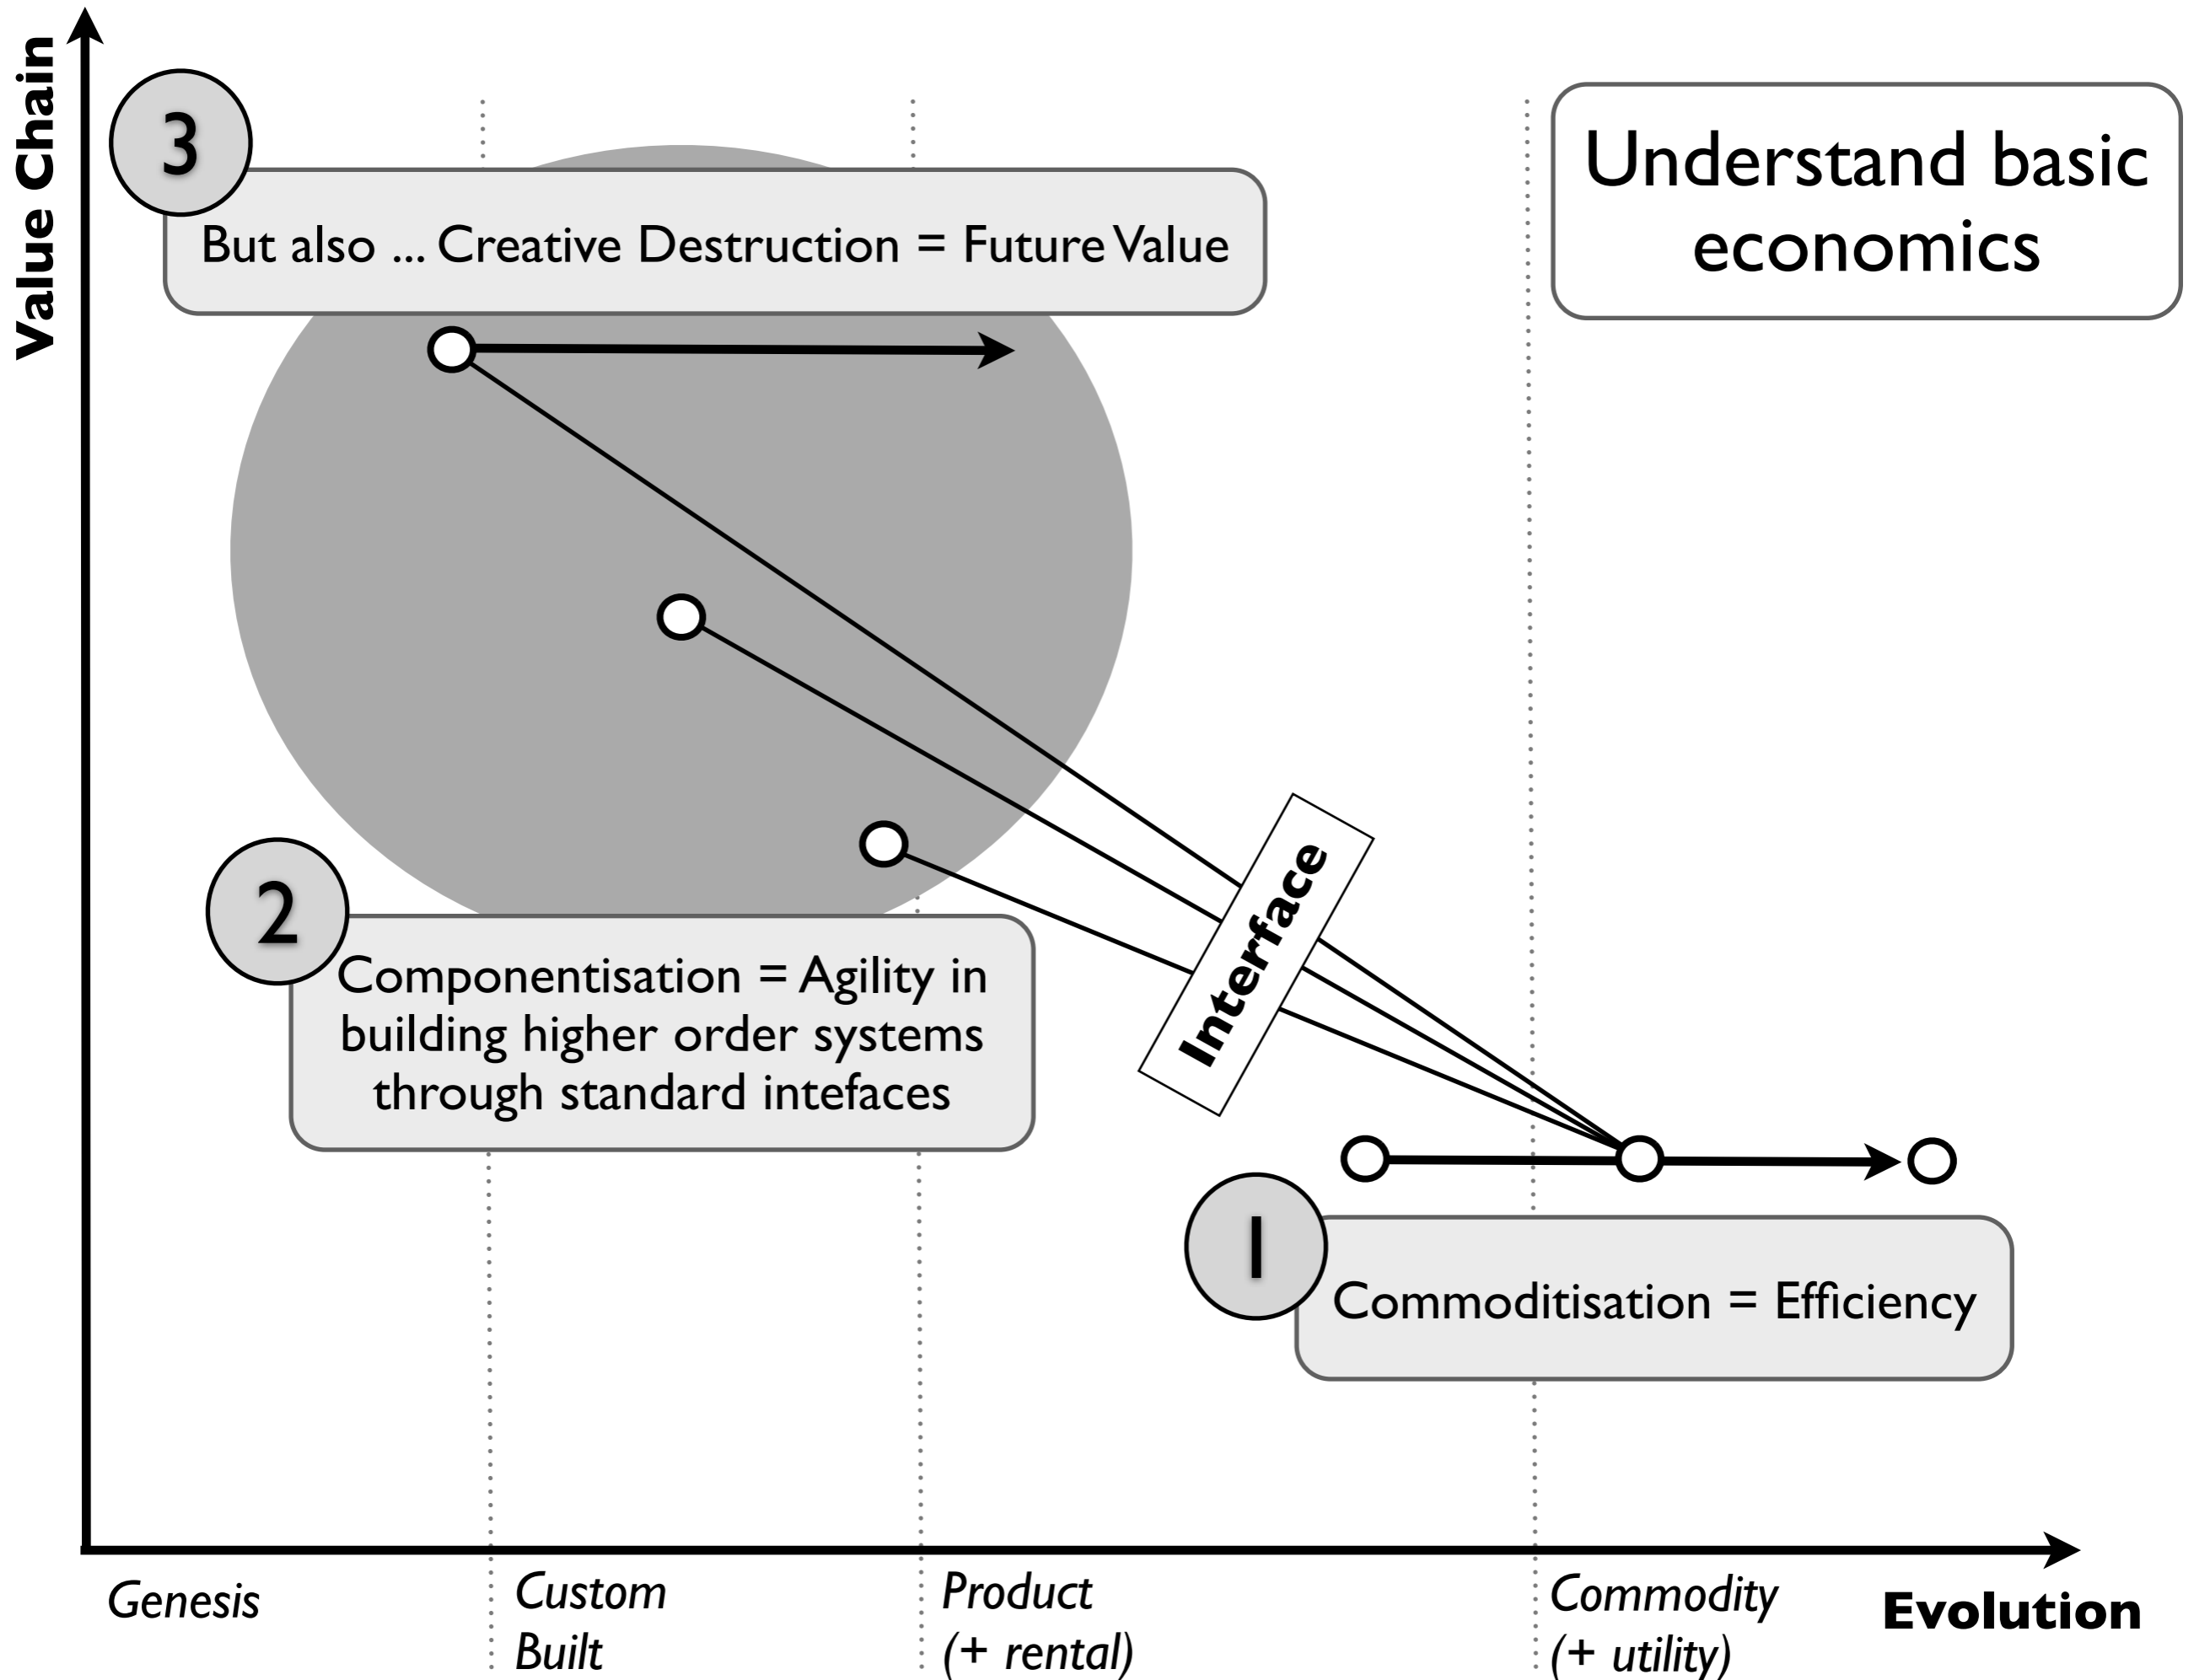 Value Chain
3
But also ... Creative Destruction = Future Value
Understand basic
economics
2
Componentisation = Agility in
building higher order systems
through standard intefaces
Interface
1
Commoditisation = Efficiency
Genesis
Custom
Built
Product
(+ rental)
Commodity
(+ utility)
Evolution